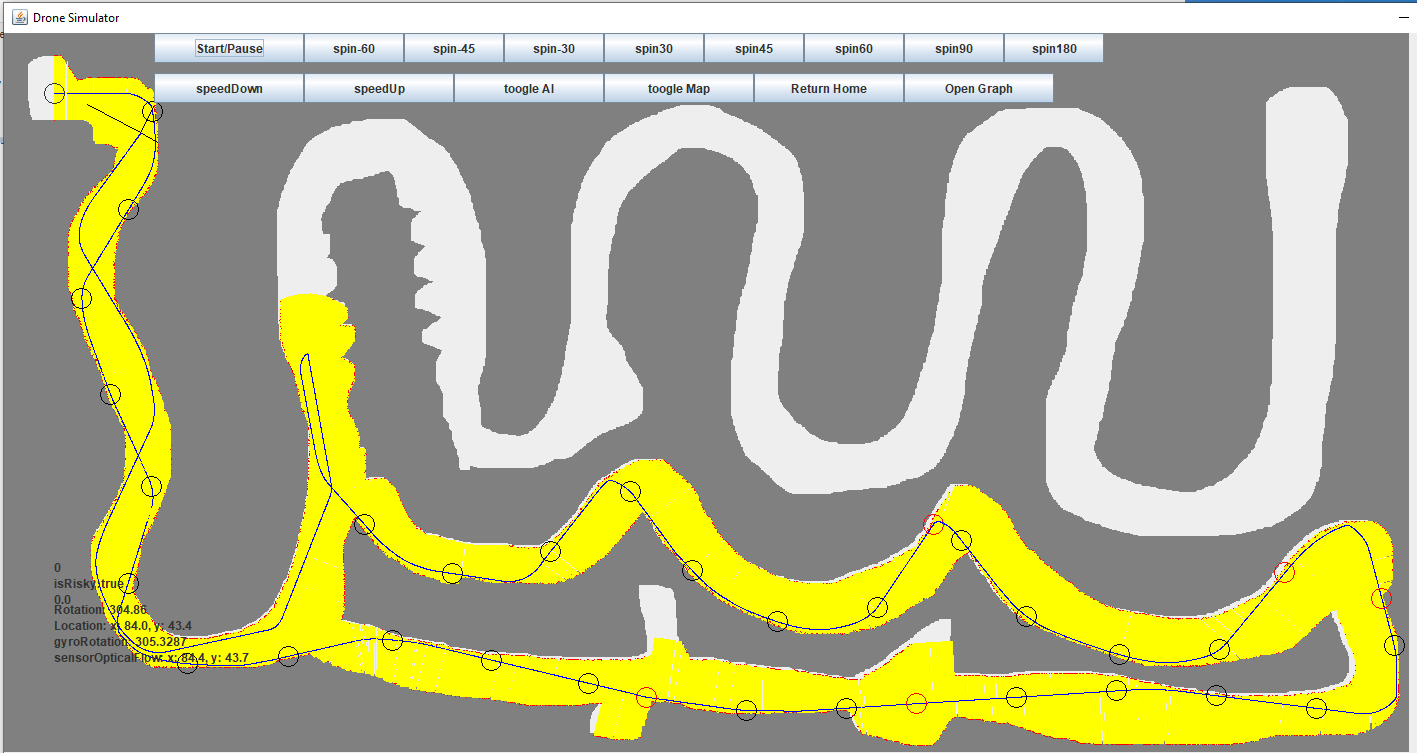 Drone Simulator
Start/Pause spin-60 spin-45 spin-30 spin30 spin45 spin60 spin90 spin180
speedDown speedUp toogle AI toogle Map Return Home Open Graph
0
isRisky:true
0.0
Rotation: 304.86
Location: x: 84.0, y: 43.4
gyroRotation: 305.3287
sensorOpticalFlow: x: 84.4, y: 43.7